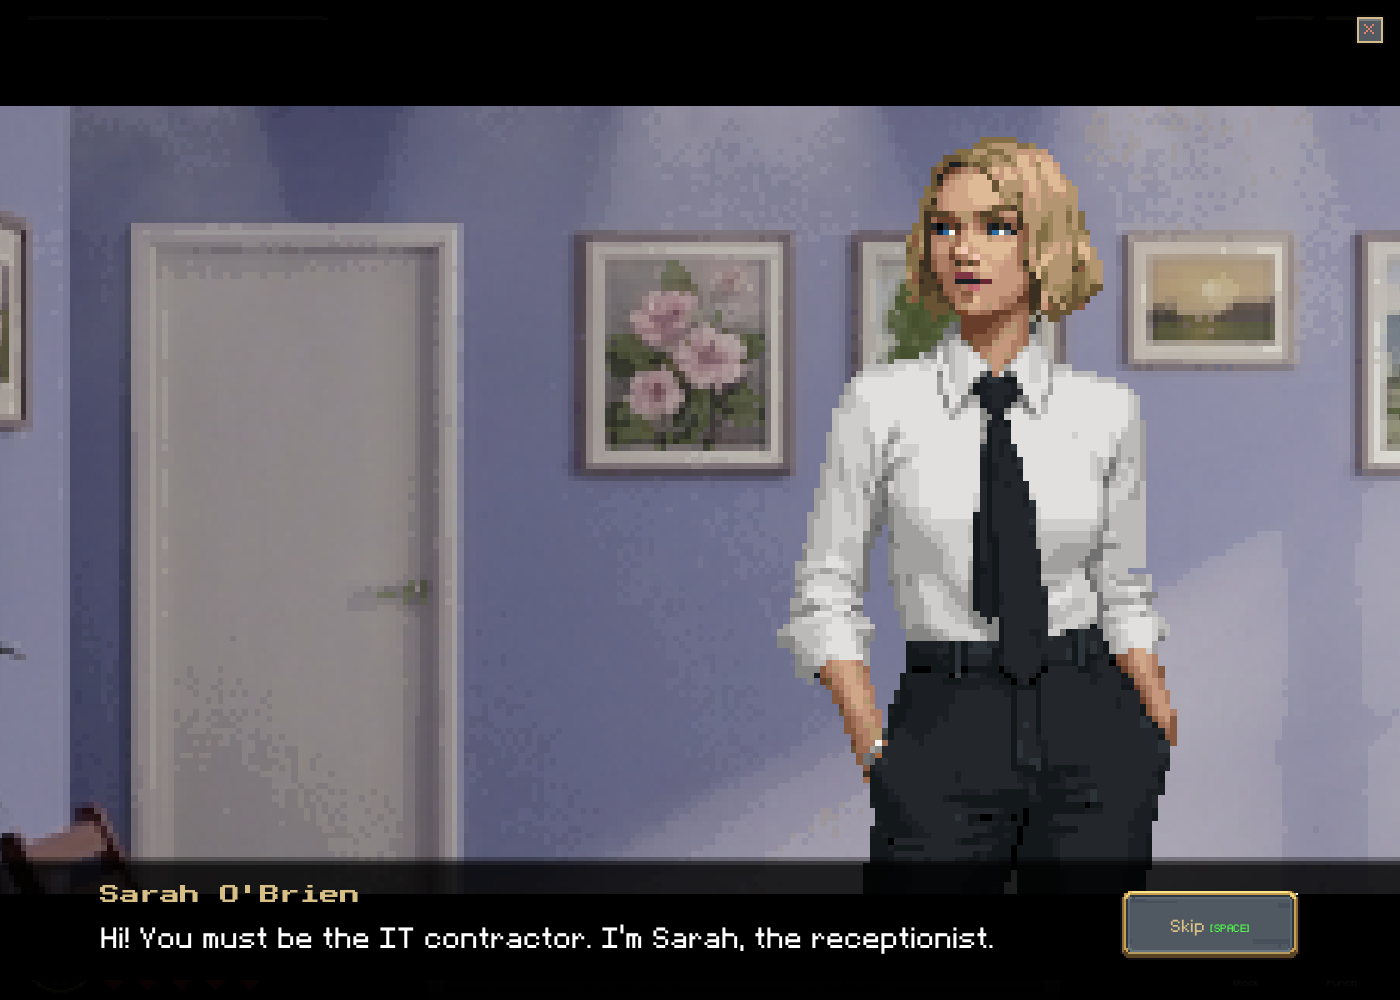 Sarah O'Brien
Hi! You must be the IT contractor. I'm Sarah, the receptionist.
Skip [SPACE]